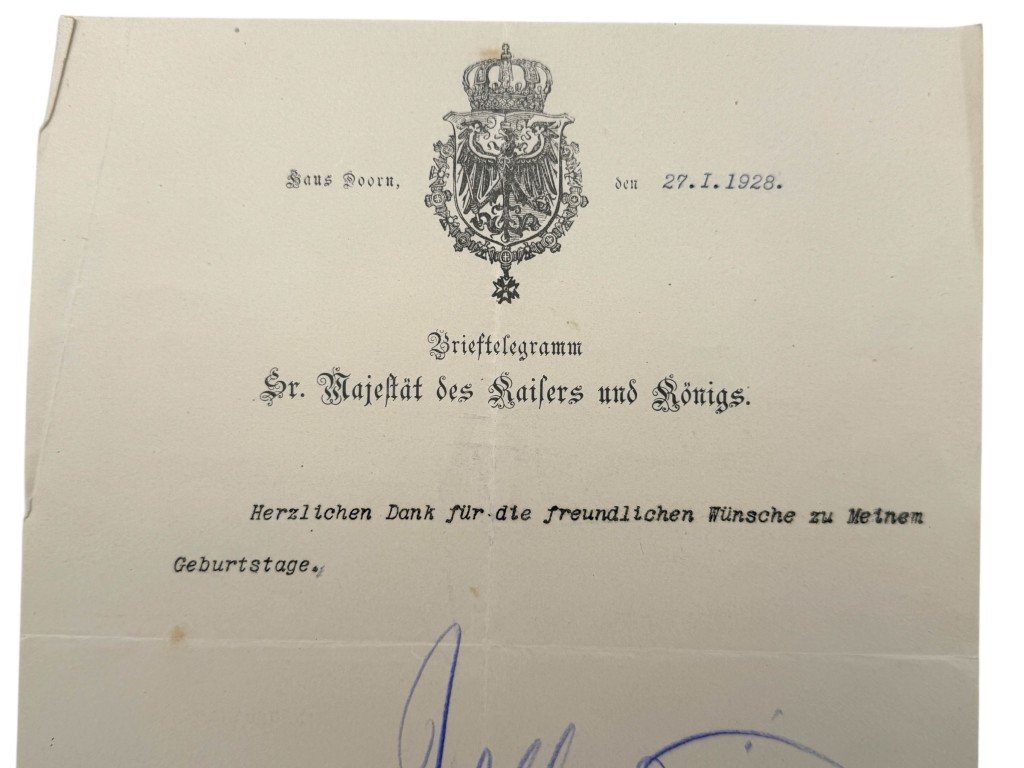 Haus Doorn, den 27.I.1928.
Brieftelegramm
Sr. Majestät des Kaisers und Königs.
Herzlichen Dank für die freundlichen Wünsche zu Meinem
Geburtstage.